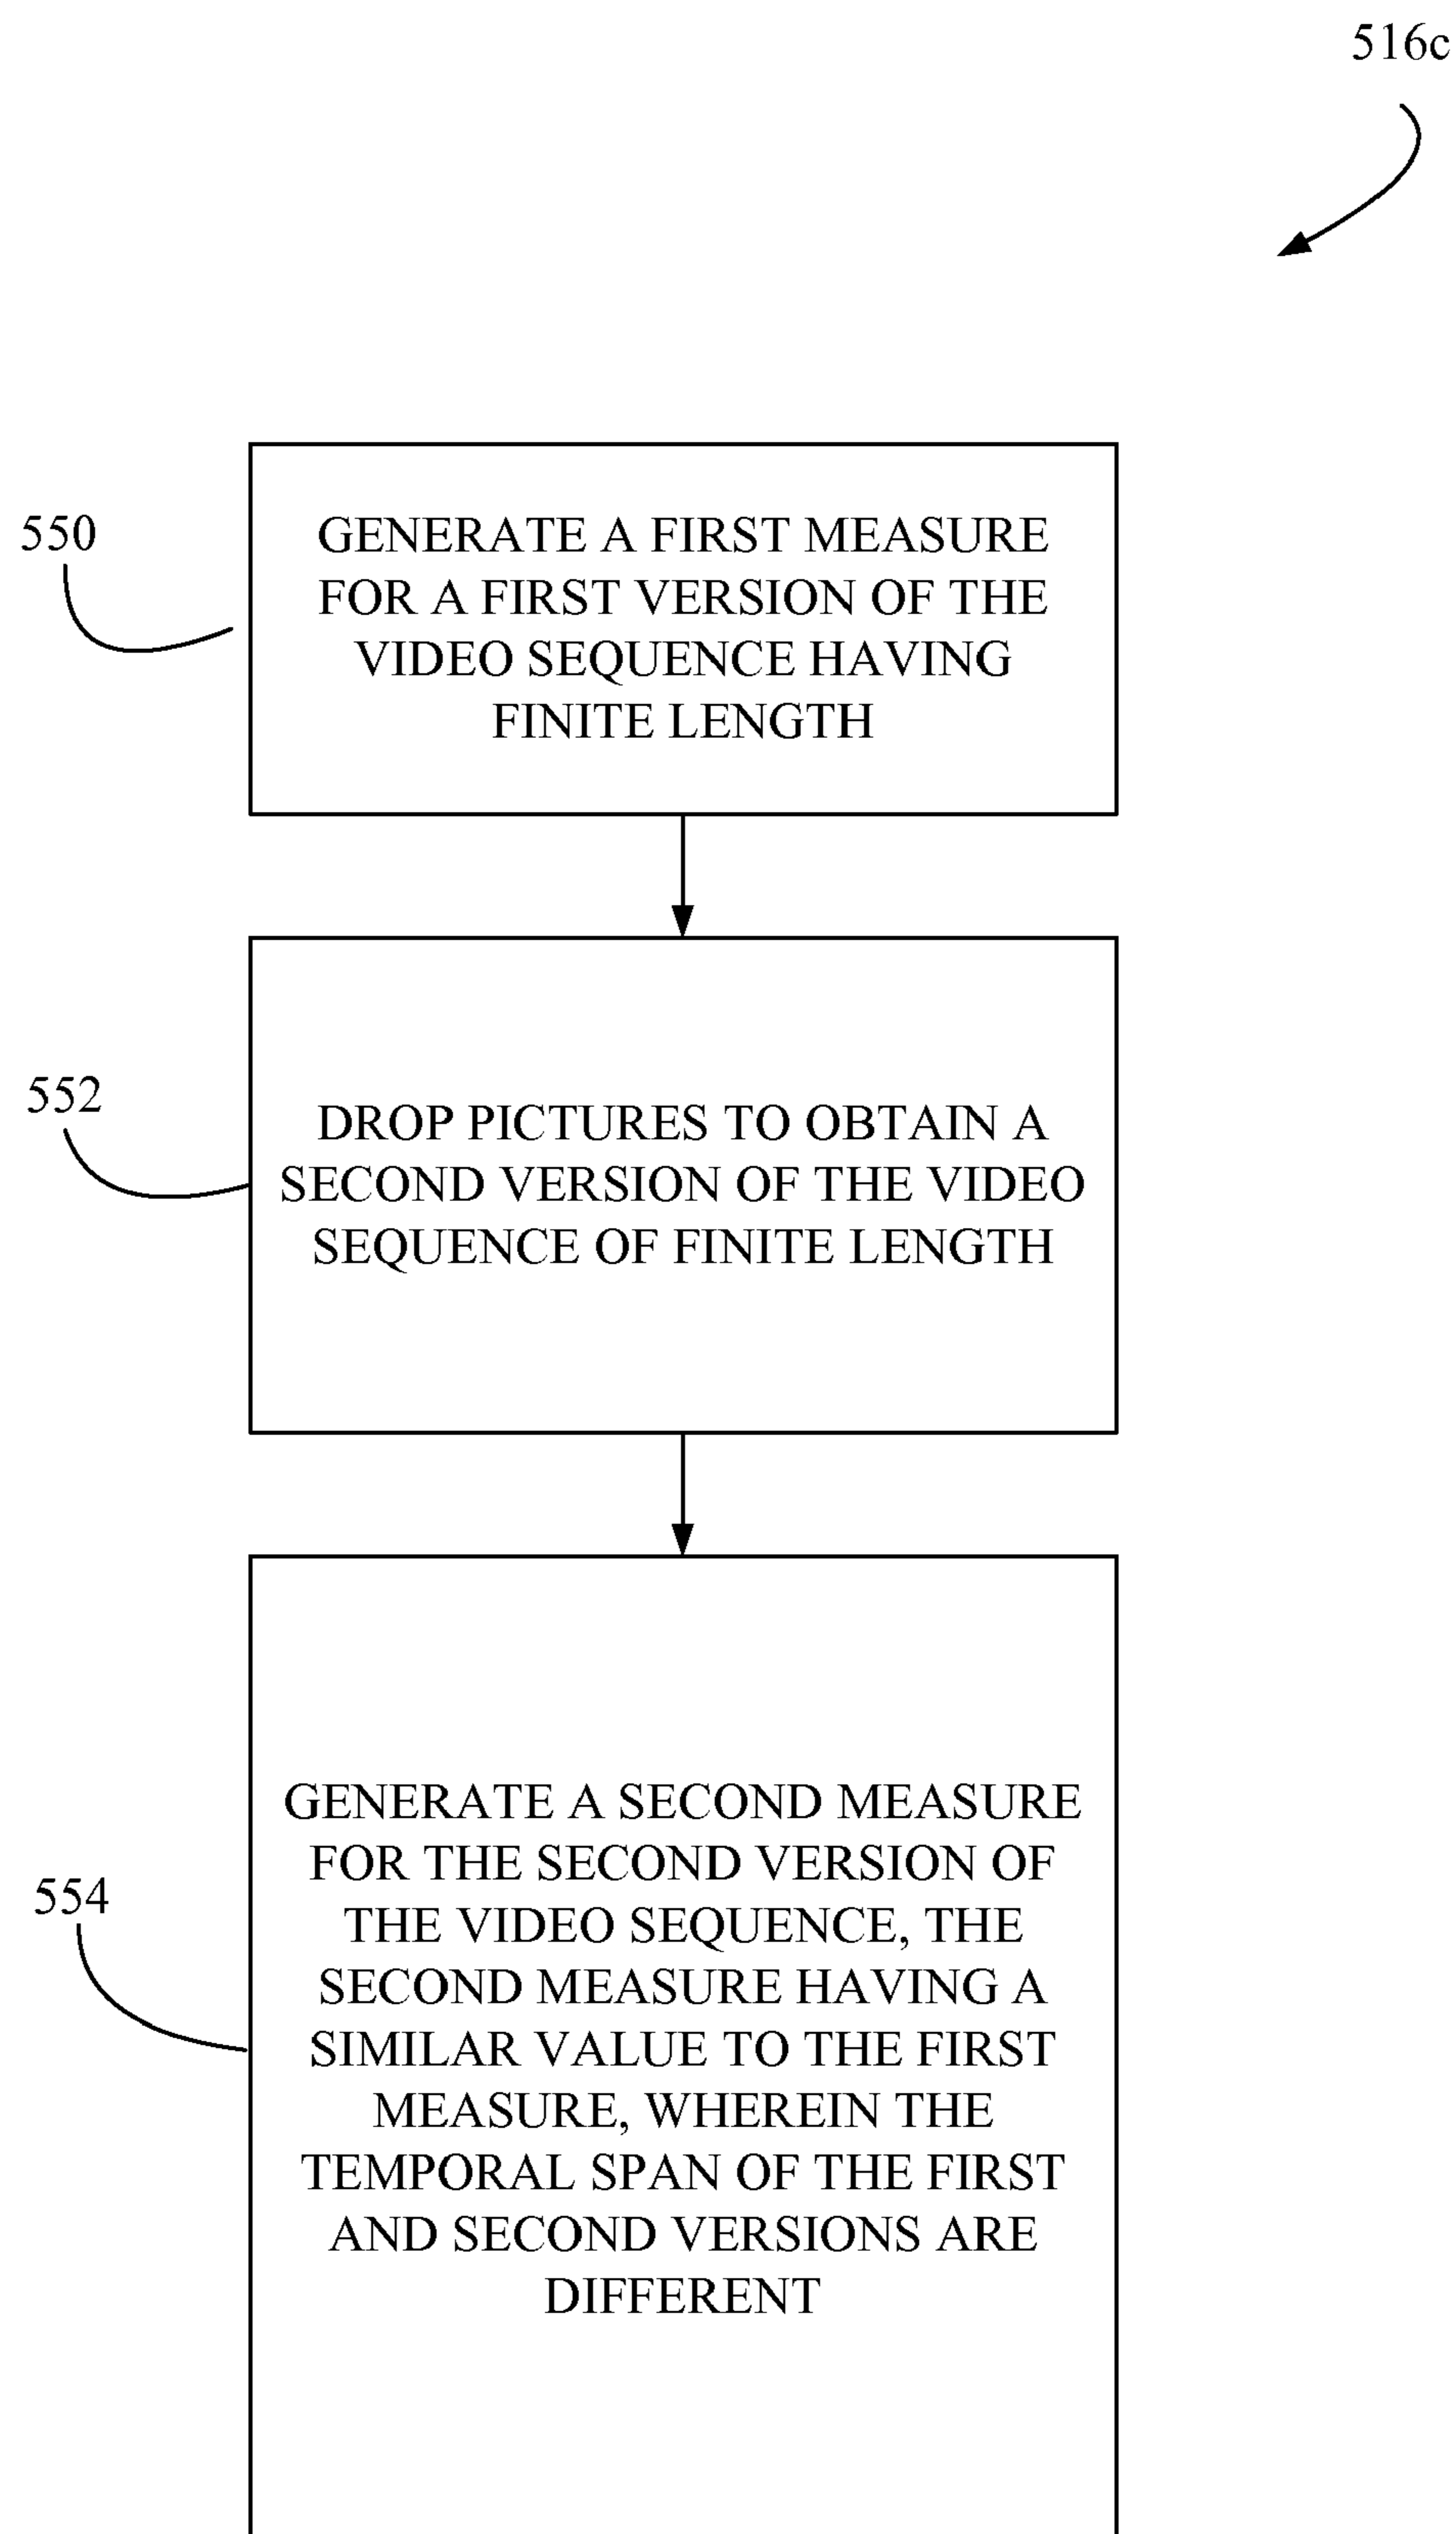 516c
550
GENERATE A FIRST MEASURE
FOR A FIRST VERSION OF THE
VIDEO SEQUENCE HAVING
FINITE LENGTH
552
DROP PICTURES TO OBTAIN A
SECOND VERSION OF THE VIDEO
SEQUENCE OF FINITE LENGTH
554
GENERATE A SECOND MEASURE
FOR THE SECOND VERSION OF
THE VIDEO SEQUENCE, THE
SECOND MEASURE HAVING A
SIMILAR VALUE TO THE FIRST
MEASURE, WHEREIN THE
TEMPORAL SPAN OF THE FIRST
AND SECOND VERSIONS ARE
DIFFERENT